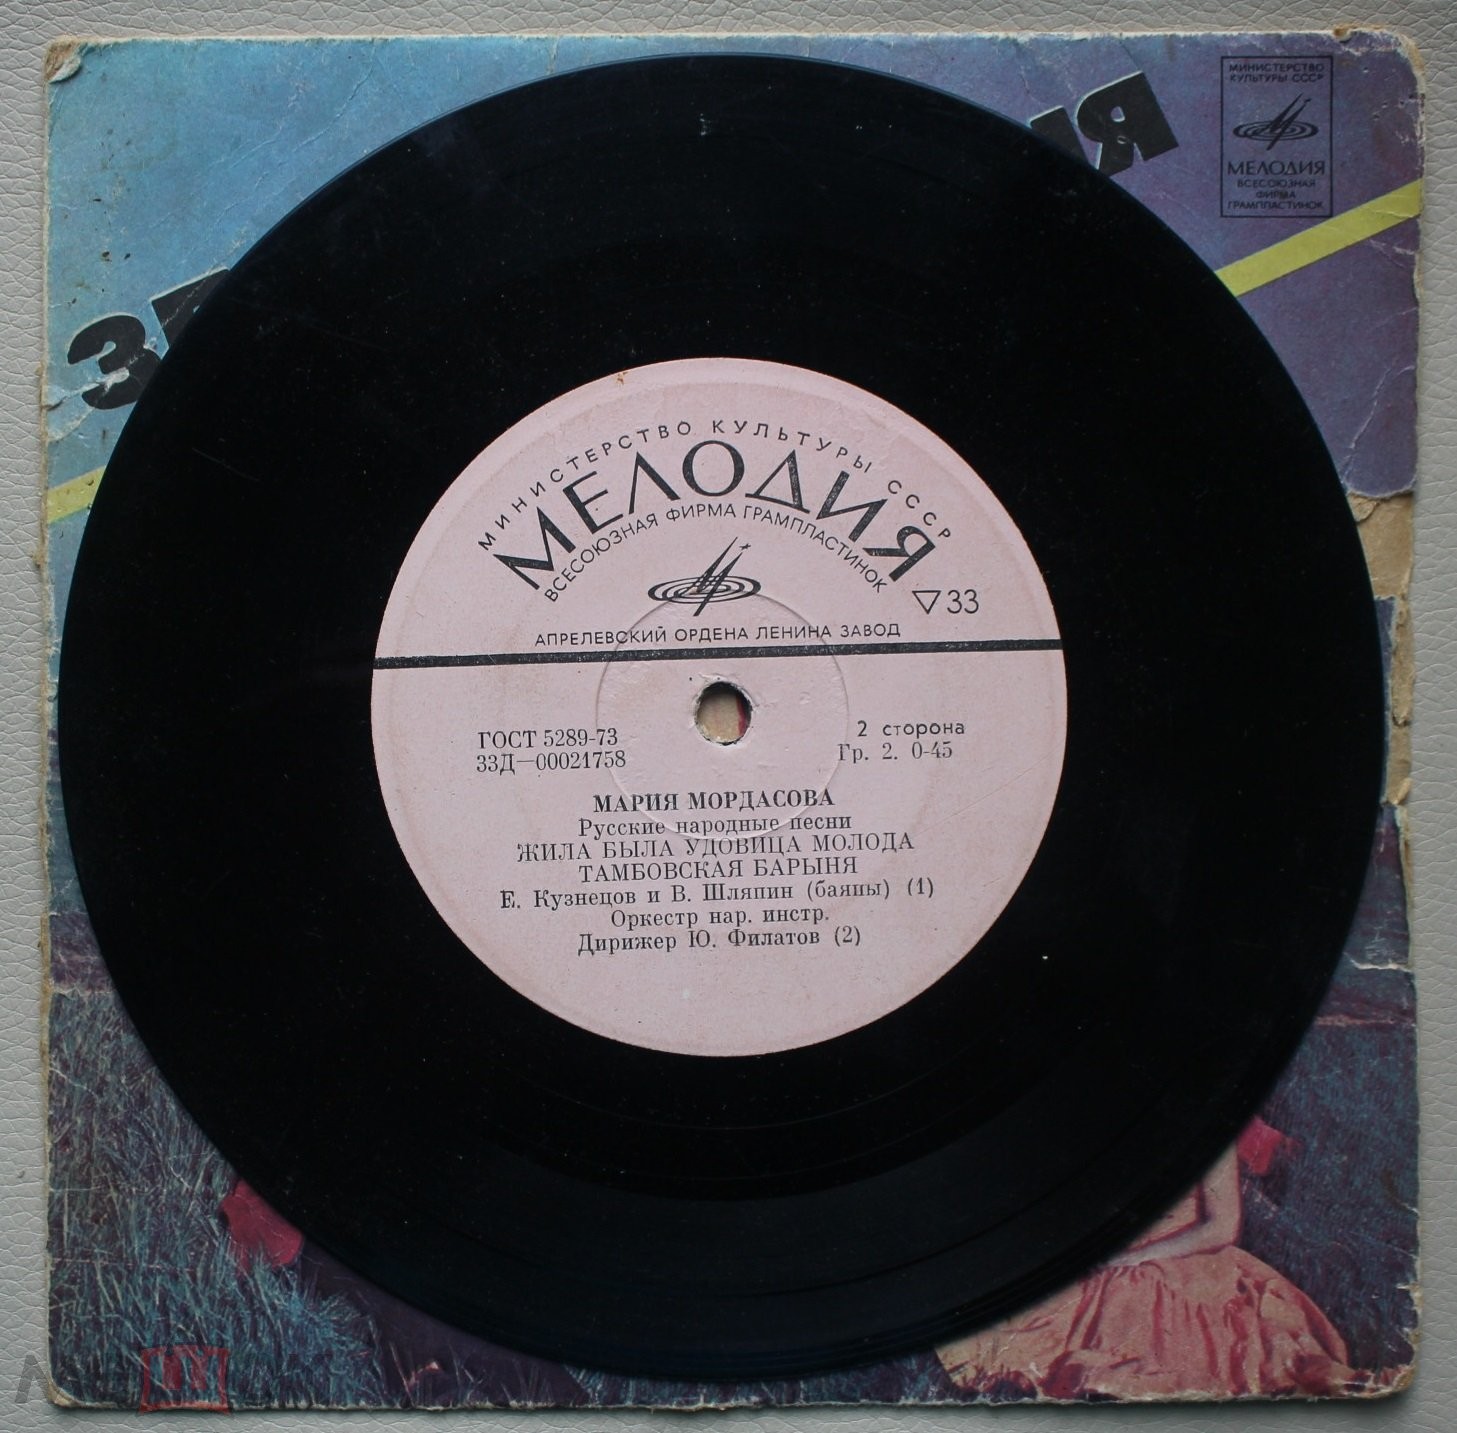 МИНИСТЕРСТВО
КУЛЬТУРЫ СССР
МЕЛОДИЯ
ВСЕСОЮЗНАЯ
ФИРМА
ГРАМПЛАСТИНОК
МИНИСТЕРСТВО КУЛЬТУРЫ СССР
МЕЛОДИЯ
ВСЕСОЮЗНАЯ ФИРМА ГРАМПЛАСТИНОК
▽33
АПРЕЛЕВСКИЙ ОРДЕНА ЛЕНИНА ЗАВОД
ГОСТ 5289-73
33Д—00021758
2 сторона
Гр. 2. 0-45
МАРИЯ МОРДАСОВА
Русские народные песни
ЖИЛА БЫЛА УДОВИЦА МОЛОДА
ТАМБОВСКАЯ БАРЫНЯ
Е. Кузнецов и В. Шляпин (баяны) (1)
Оркестр нар. инстр.
Дирижер Ю. Филатов (2)